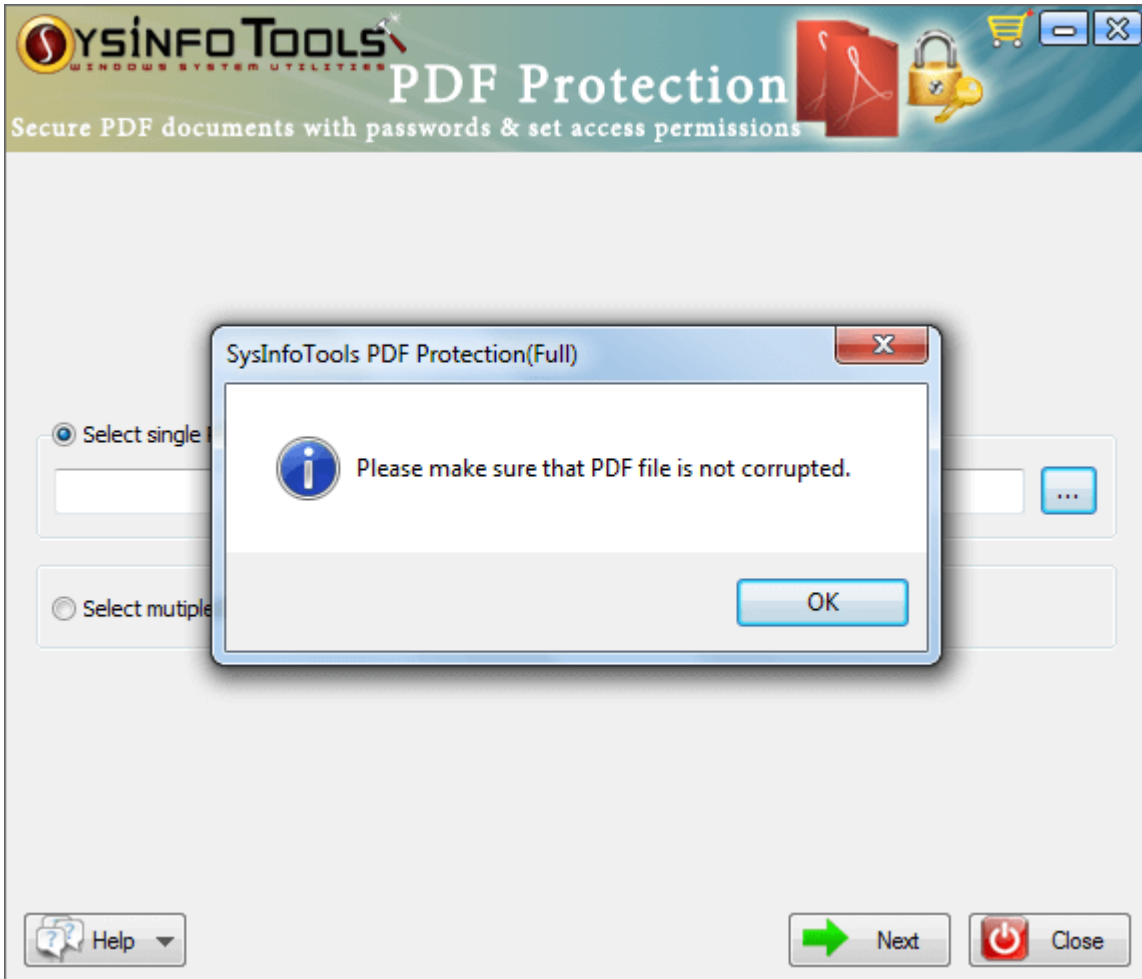 SYSINFO TOOLS
WINDOWS SYSTEM UTILITIES
PDF Protection
Secure PDF documents with passwords & set access permissions
SysInfoTools PDF Protection(Full)
Select single
Please make sure that PDF file is not corrupted.
...
OK
Select mutiple
Help
Next
Close